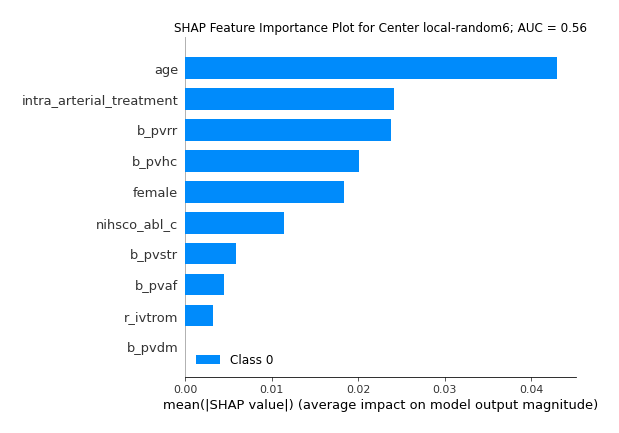 SHAP Feature Importance Plot for Center local-random6; AUC = 0.56
age
intra_arterial_treatment
b_pvrr
b_pvhc
female
nihsco_abl_c
b_pvstr
b_pvaf
r_ivtrom
b_pvdm
Class 0
0.00 0.01 0.02 0.03 0.04
mean(|SHAP value|) (average impact on model output magnitude)